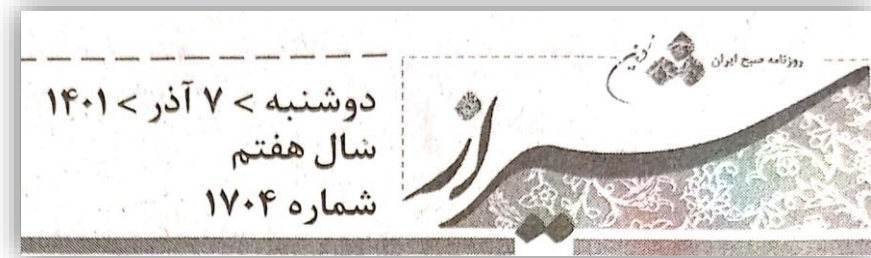 روزنامه صبح ایران
شیراز نوین
دوشنبه > ۷ آذر > ۱۴۰۱
سال هفتم
شماره ۱۷۰۴